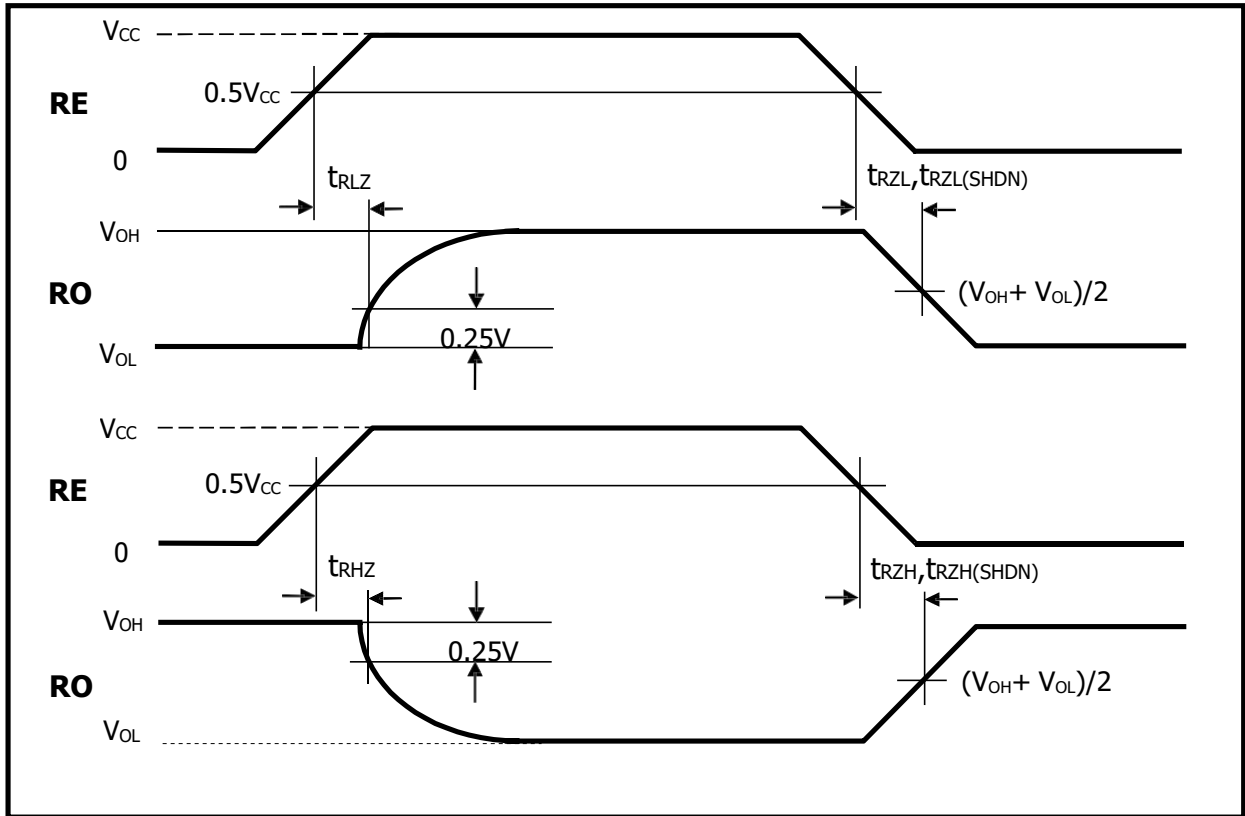 VCC
0.5VCC
RE
0
tRLZ
tRZL,tRZL(SHDN)
VOH
RO
(VOH+ VOL)/2
0.25V
VOL
VCC
0.5VCC
RE
0
tRHZ
tRZH,tRZH(SHDN)
VOH
0.25V
RO
(VOH+ VOL)/2
VOL